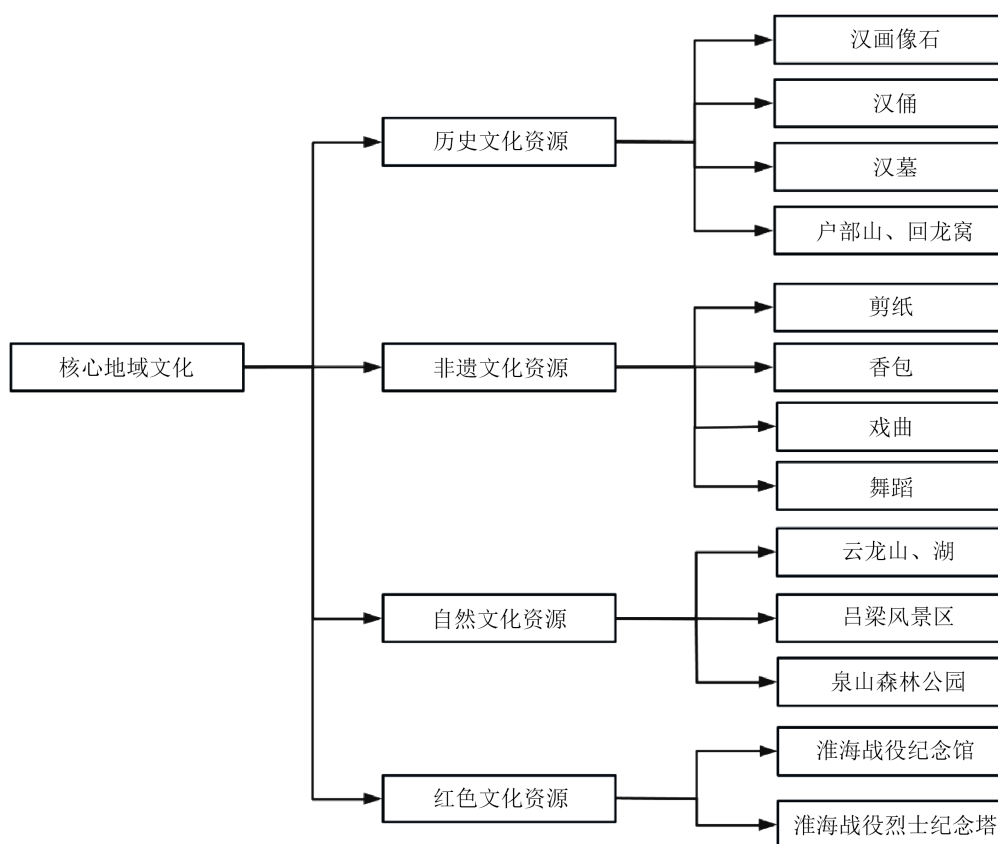 核心地域文化
历史文化资源
汉画像石
汉俑
汉墓
户部山、回龙窝
非遗文化资源
剪纸
香包
戏曲
舞蹈
自然文化资源
云龙山、湖
吕梁风景区
泉山森林公园
红色文化资源
淮海战役纪念馆
淮海战役烈士纪念塔